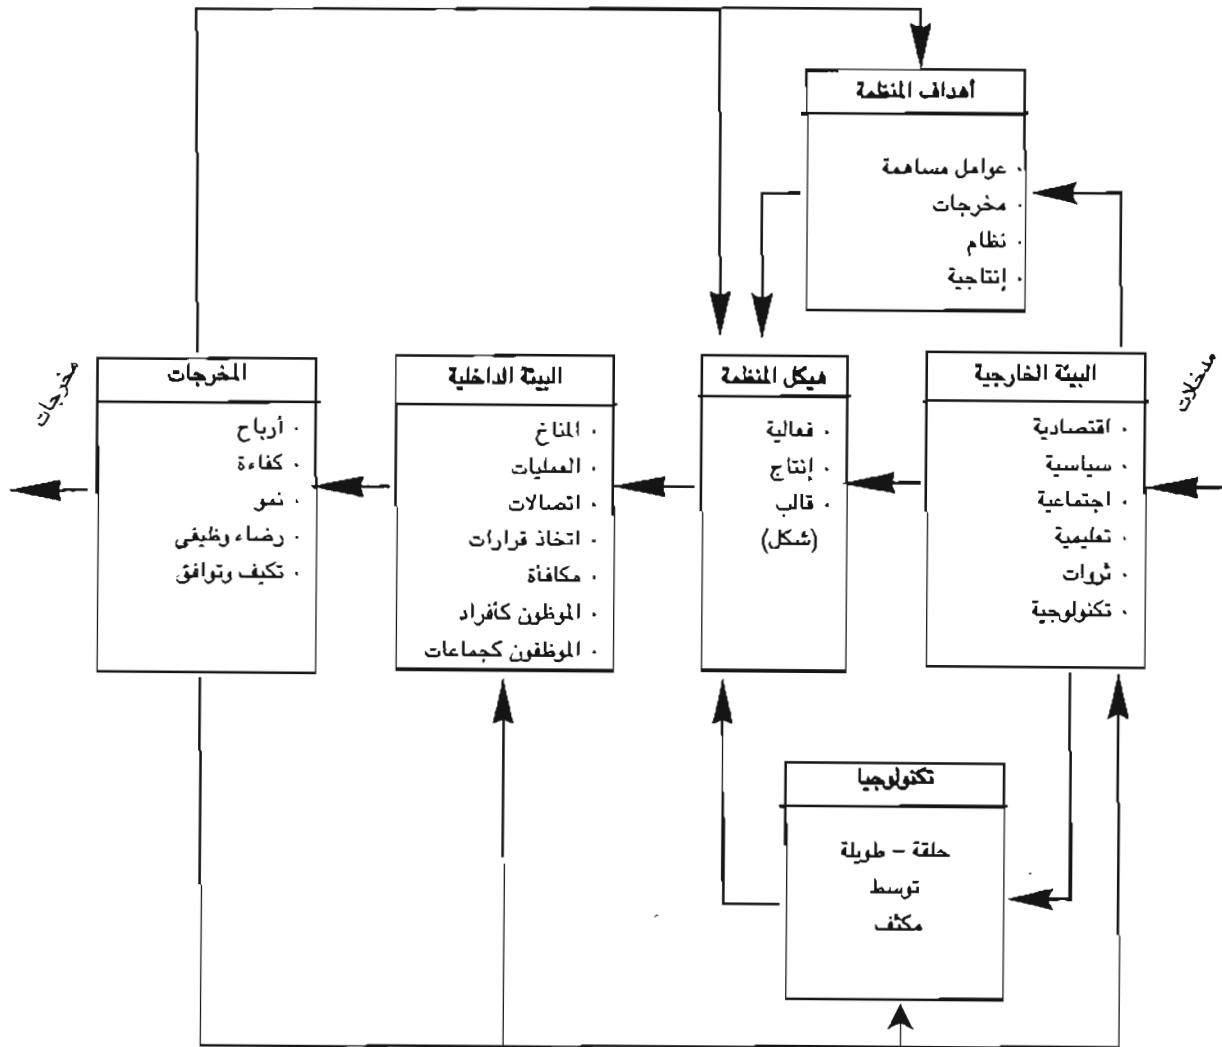 أهداف المنظمة
· عوامل مساهمة
· مخرجات
· نظام
· إنتاجية
مدخلات
البيئة الخارجية
· اقتصادية
· سياسية
· اجتماعية
· تعليمية
· ثروات
· تكنولوجية
هيكل المنظمة
· فعالية
· إنتاج
· قالب
(شكل)
البيئة الداخلية
· المناخ
· العمليات
· اتصالات
· اتخاذ قرارات
· مكافأة
· الموظون كأفراد
· الموظفون كجماعات
المخرجات
· أرباح
· كفاءة
· نمو
· رضاء وظيفي
· تكيف وتوافق
مخرجات
تكنولوجيا
حلقة – طويلة
توسط
مكثف